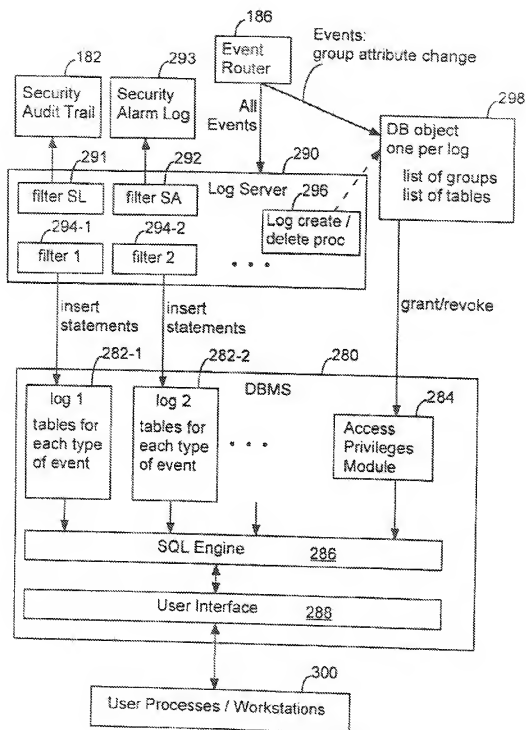 186
Event
Router
Events:
group attribute change
182
Security
Audit Trail
293
Security
Alarm Log
All
Events
298
DB object
one per log
list of groups
list of tables
291
filter SL
292
filter SA
290
Log Server
296
Log create /
delete proc
294-1
filter 1
294-2
filter 2
• • •
insert
statements
insert
statements
grant/revoke
280
DBMS
282-1
log 1
tables for
each type
of event
282-2
log 2
tables for
each type
of event
• • •
284
Access
Privileges
Module
SQL Engine 286
User Interface 288
300
User Processes / Workstations